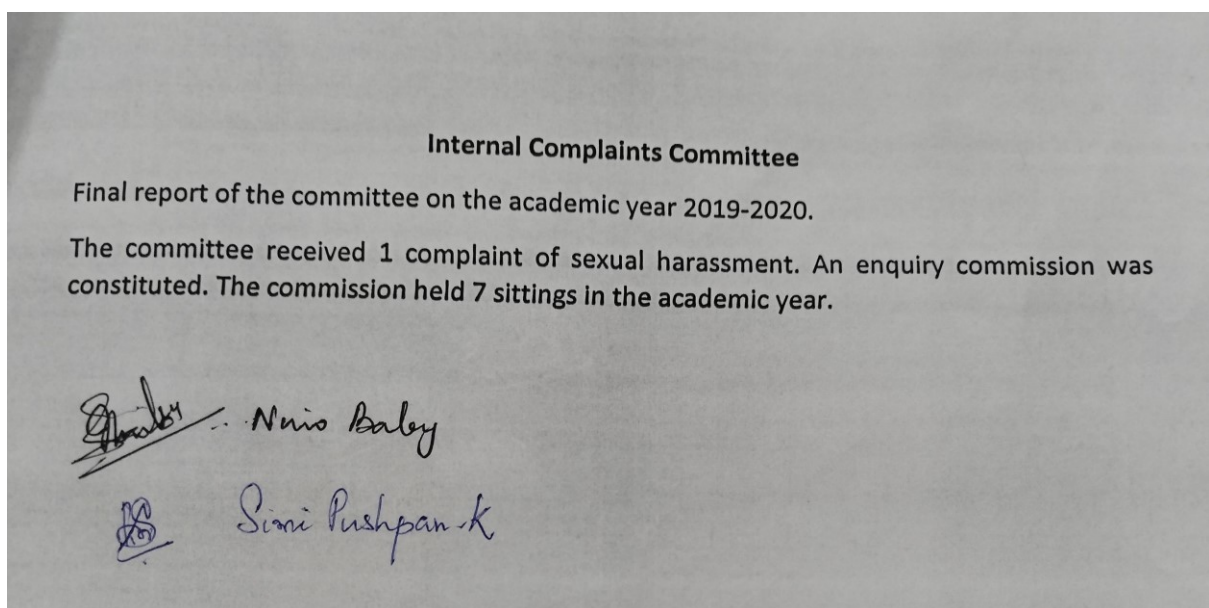 Internal Complaints Committee
Final report of the committee on the academic year 2019-2020.
The committee received 1 complaint of sexual harassment. An enquiry commission was
constituted. The commission held 7 sittings in the academic year.
Baby
Simi Pushpan.K